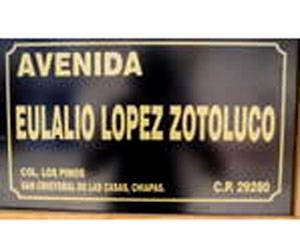 AVENIDA
EULALIO LOPEZ ZOTOLUCO
COL. LOS PINOS
SAN CRISTOBAL DE LAS CASAS, CHIAPAS. C.P. 29280